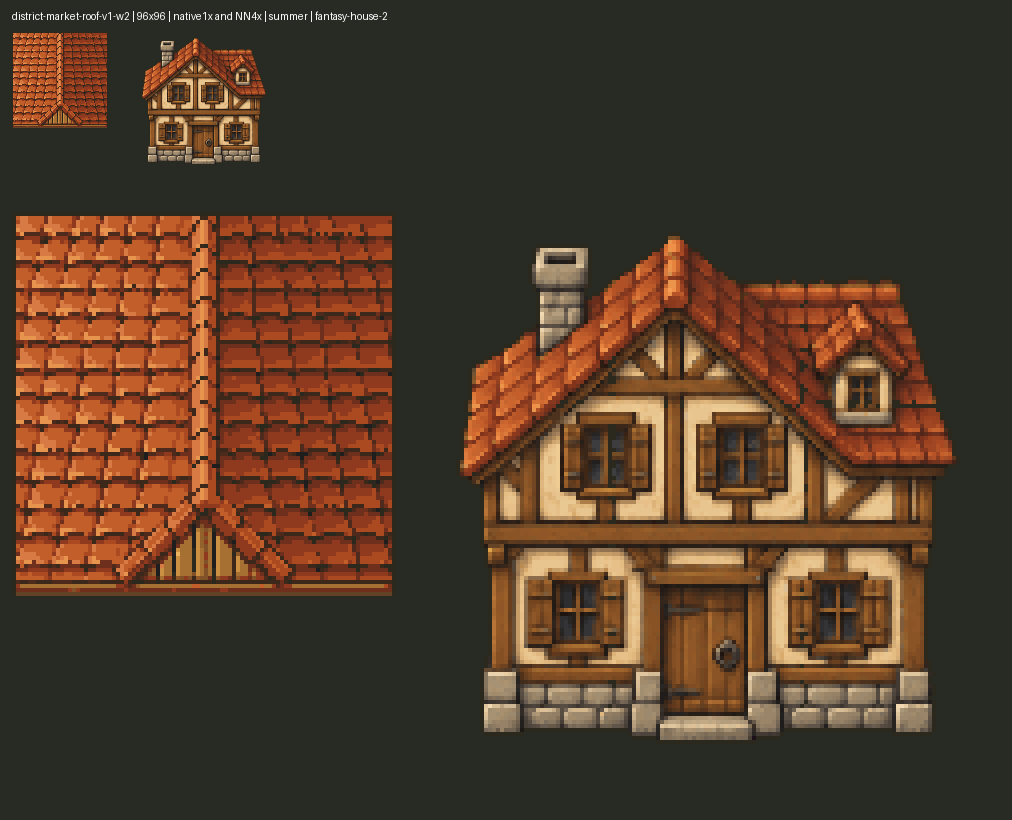 district-market-roof-v1-w2 | 96x96 | native1x and NN4x | summer | fantasy-house-2